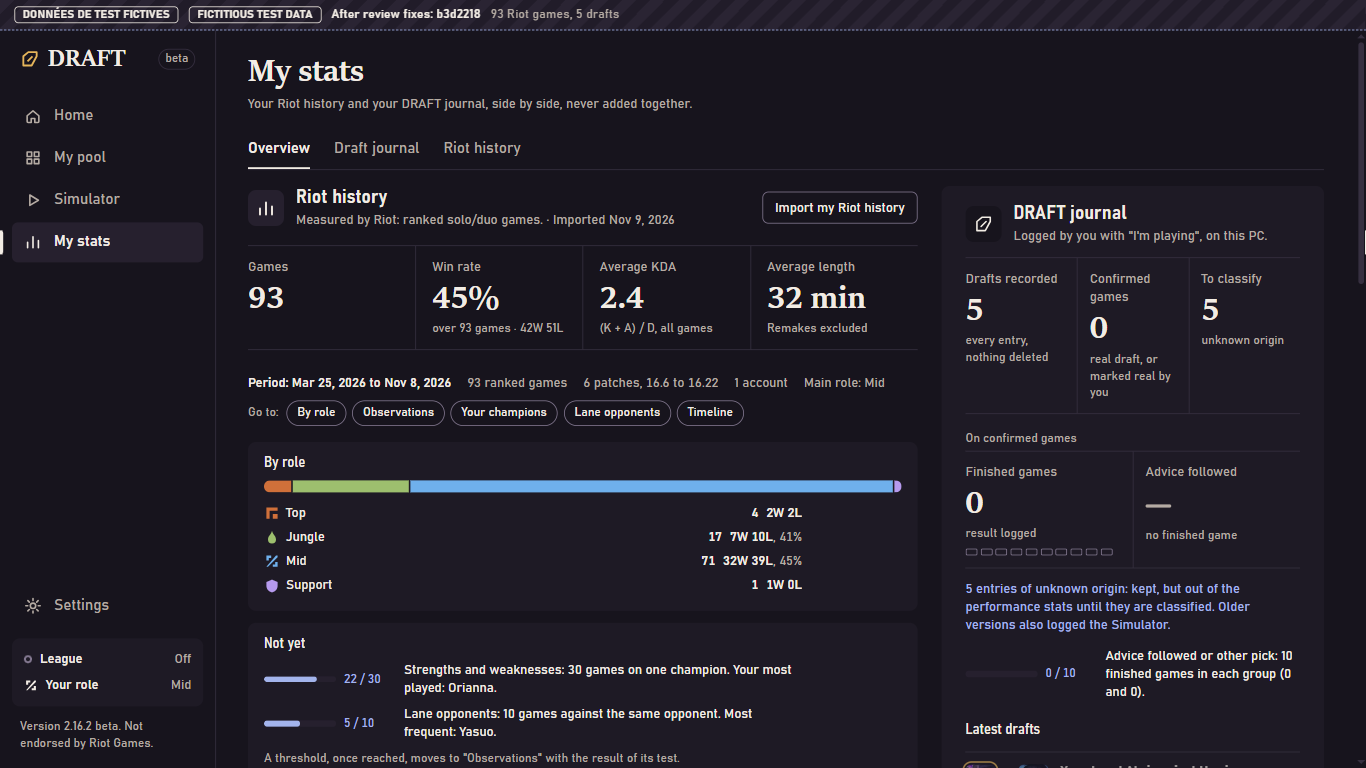 DONNÉES DE TEST FICTIVES FICTITIOUS TEST DATA After review fixes: b3d2218 93 Riot games, 5 drafts
DRAFT beta
Home
My pool
Simulator
My stats
Settings
League Off
Your role Mid
Version 2.16.2 beta. Not
endorsed by Riot Games.
My stats
Your Riot history and your DRAFT journal, side by side, never added together.
Overview Draft journal Riot history
Riot history
Measured by Riot: ranked solo/duo games. · Imported Nov 9, 2026
Import my Riot history
Games
93
Win rate
45%
over 93 games · 42W 51L
Average KDA
2.4
(K + A) / D, all games
Average length
32 min
Remakes excluded
Period: Mar 25, 2026 to Nov 8, 2026 93 ranked games 6 patches, 16.6 to 16.22 1 account Main role: Mid
Go to: By role Observations Your champions Lane opponents Timeline
By role
Top 4 2W 2L
Jungle 17 7W 10L, 41%
Mid 71 32W 39L, 45%
Support 1 1W 0L
Not yet
22 / 30 Strengths and weaknesses: 30 games on one champion. Your most
played: Orianna.
5 / 10 Lane opponents: 10 games against the same opponent. Most
frequent: Yasuo.
A threshold, once reached, moves to "Observations" with the result of its test.
DRAFT journal
Logged by you with "I'm playing", on this PC.
Drafts recorded
5
every entry,
nothing deleted
Confirmed
games
0
real draft, or
marked real by
you
To classify
5
unknown origin
On confirmed games
Finished games
0
result logged
Advice followed
—
no finished game
5 entries of unknown origin: kept, but out of the
performance stats until they are classified. Older
versions also logged the Simulator.
0 / 10 Advice followed or other pick: 10
finished games in each group (0
and 0).
Latest drafts